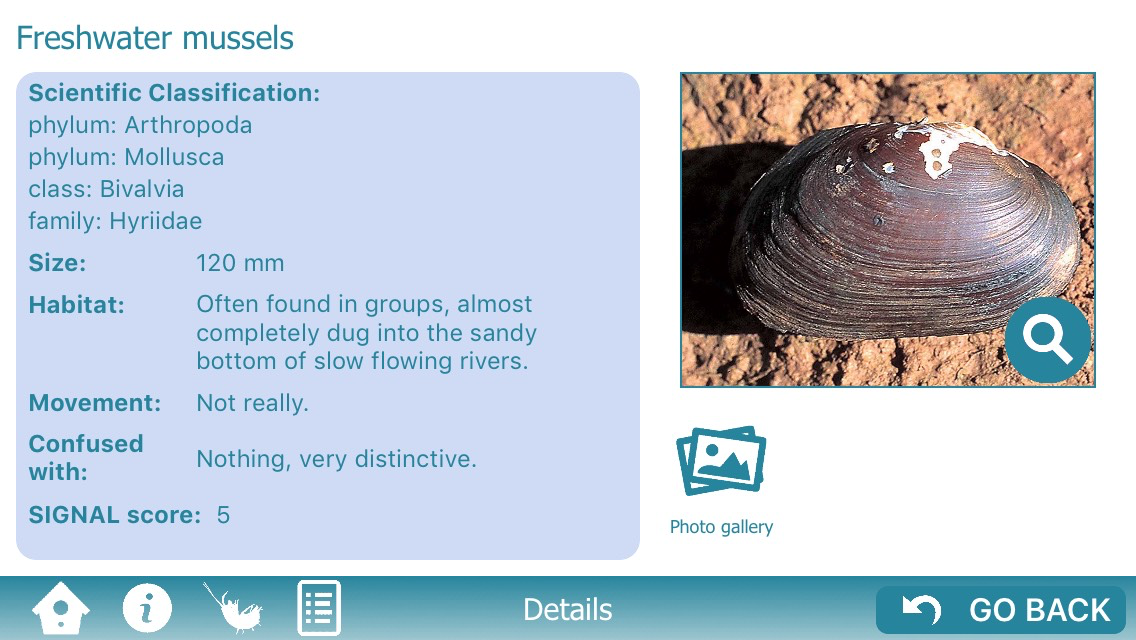 Freshwater mussels
Scientific Classification:
phylum: Arthropoda
phylum: Mollusca
class: Bivalvia
family: Hyriidae
Size: 120 mm
Habitat: Often found in groups, almost
completely dug into the sandy
bottom of slow flowing rivers.
Movement: Not really.
Confused
with: Nothing, very distinctive.
SIGNAL score: 5
Photo gallery
Details
GO BACK